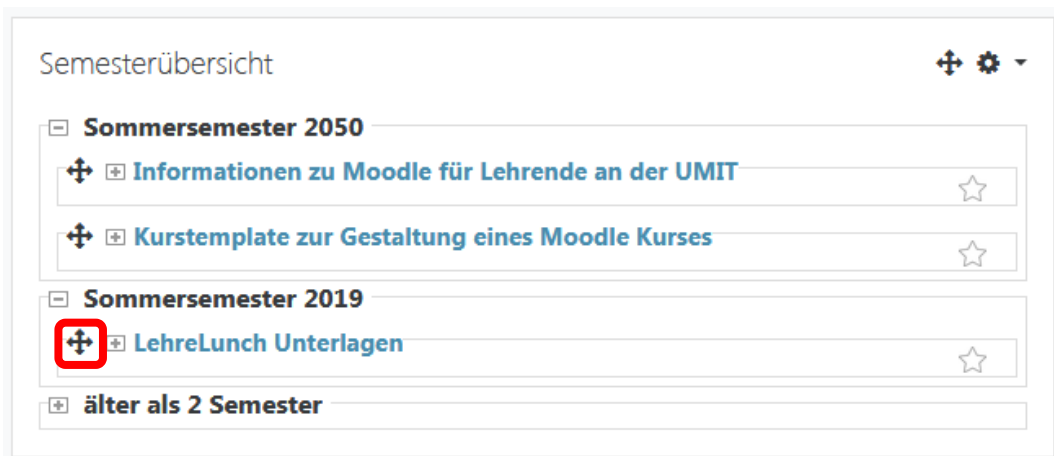 Semesterübersicht
Sommersemester 2050
Informationen zu Moodle für Lehrende an der UMIT
Kurstemplate zur Gestaltung eines Moodle Kurses
Sommersemester 2019
LehreLunch Unterlagen
älter als 2 Semester